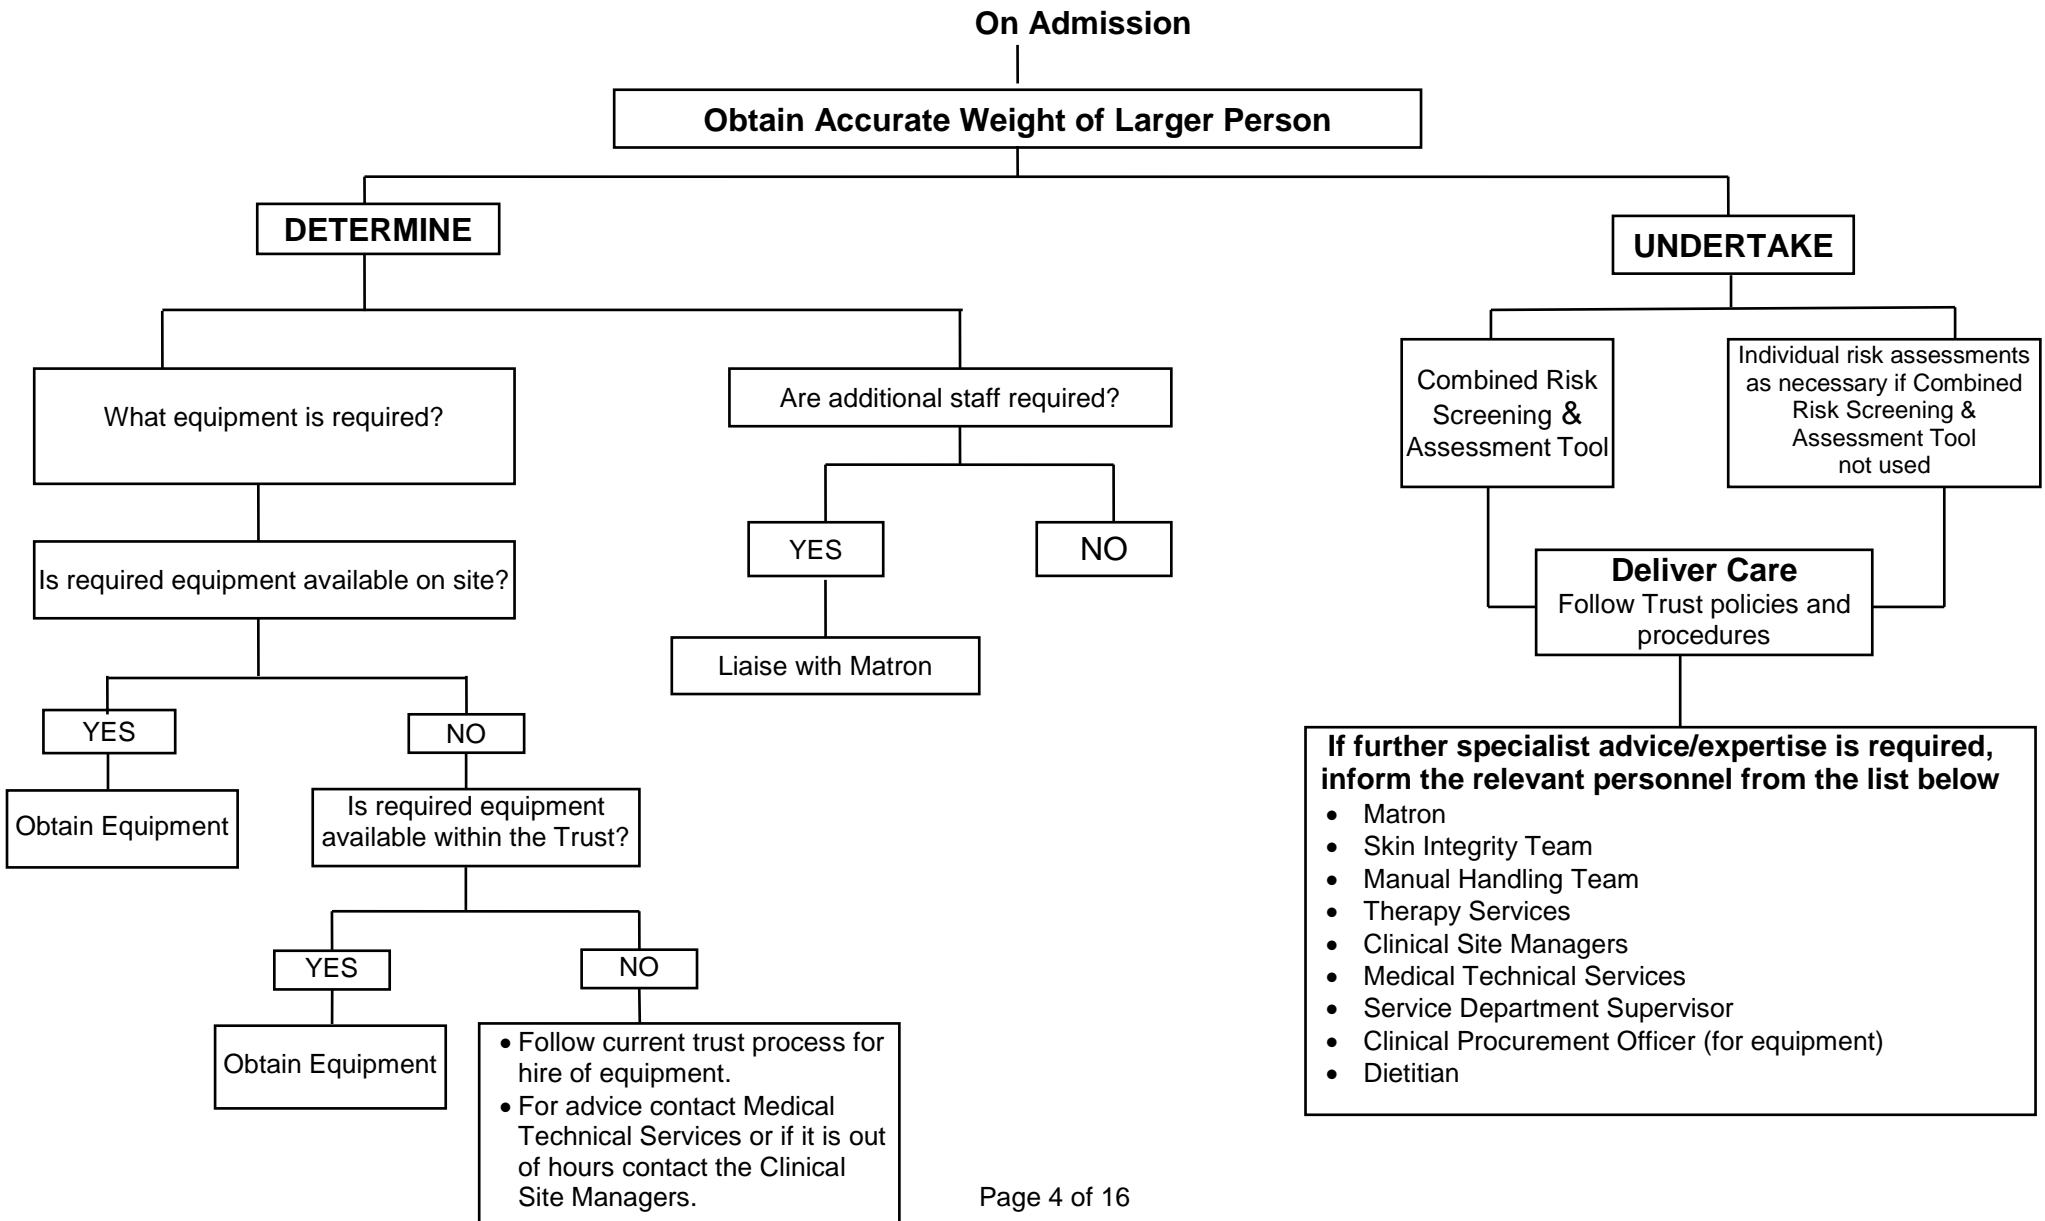 On Admission
Obtain Accurate Weight of Larger Person
DETERMINE
UNDERTAKE
What equipment is required?
Are additional staff required?
Combined Risk
Screening &
Assessment Tool
Individual risk assessments
as necessary if Combined
Risk Screening &
Assessment Tool
not used
Is required equipment available on site?
YES
NO
Liaise with Matron
Deliver Care
Follow Trust policies and
procedures
YES
NO
Obtain Equipment
Is required equipment
available within the Trust?
YES
NO
Obtain Equipment
• Follow current trust process for
hire of equipment.
• For advice contact Medical
Technical Services or if it is out
of hours contact the Clinical
Site Managers.
If further specialist advice/expertise is required,
inform the relevant personnel from the list below
• Matron
• Skin Integrity Team
• Manual Handling Team
• Therapy Services
• Clinical Site Managers
• Medical Technical Services
• Service Department Supervisor
• Clinical Procurement Officer (for equipment)
• Dietitian
Page 4 of 16